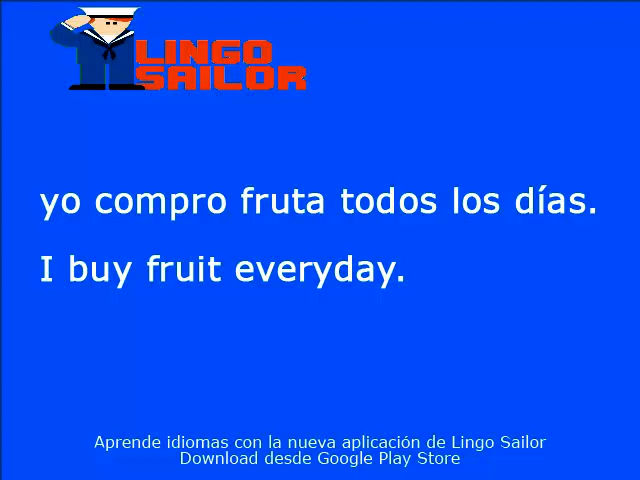 LINGO
SAILOR
yo compro fruta todos los días.
I buy fruit everyday.
Aprende idiomas con la nueva aplicación de Lingo Sailor
Download desde Google Play Store